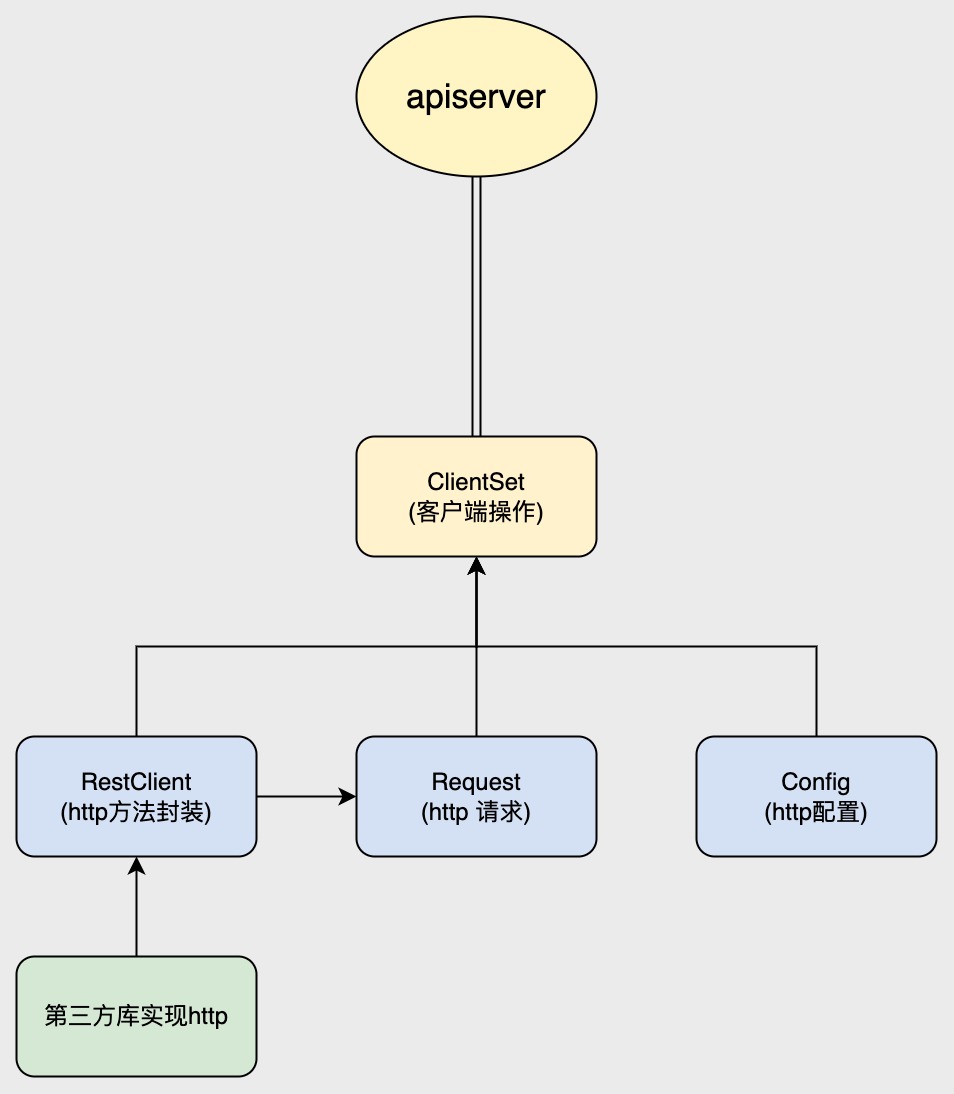 apiserver
ClientSet
(客户端操作)
RestClient
(http方法封装)
Request
(http 请求)
Config
(http配置)
第三方库实现http